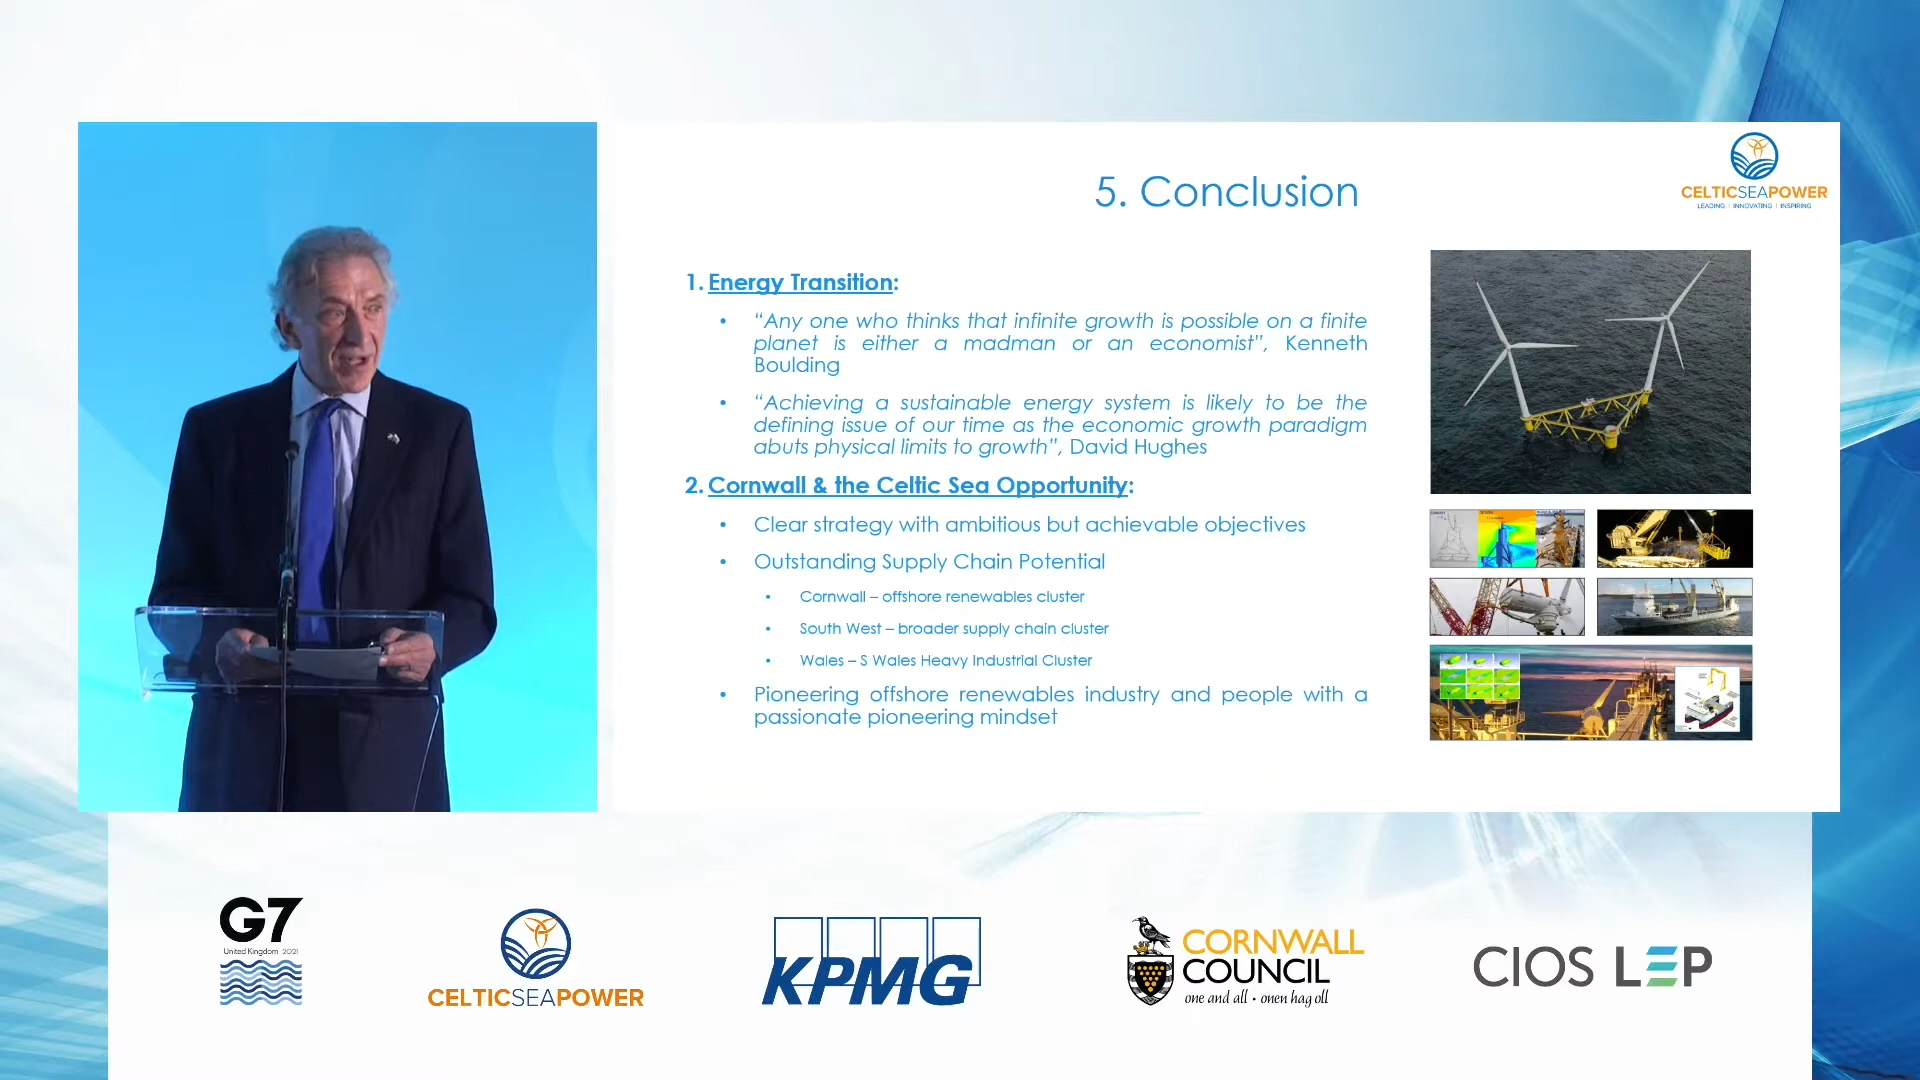 CELTICSEAPOWER
LEADING | INNOVATING | INSPIRING
5. Conclusion
1. Energy Transition:
• “Any one who thinks that infinite growth is possible on a finite
planet is either a madman or an economist”, Kenneth
Boulding
• “Achieving a sustainable energy system is likely to be the
defining issue of our time as the economic growth paradigm
abuts physical limits to growth”, David Hughes
2. Cornwall & the Celtic Sea Opportunity:
• Clear strategy with ambitious but achievable objectives
• Outstanding Supply Chain Potential
• Cornwall – offshore renewables cluster
• South West – broader supply chain cluster
• Wales – S Wales Heavy Industrial Cluster
• Pioneering offshore renewables industry and people with a
passionate pioneering mindset
G7
United Kingdom 2021
CELTICSEAPOWER
KPMG
CORNWALL
COUNCIL
one and all • onen hag oll
CIOS LEP